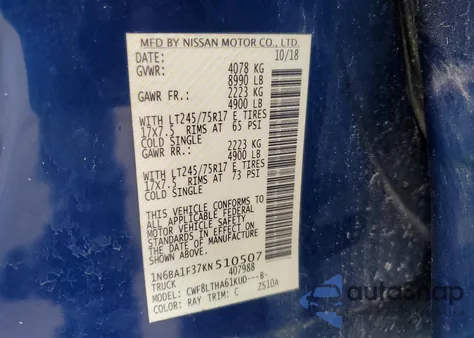 MFD BY NISSAN MOTOR CO., LTD.
DATE: 10/18
GVWR: 4078 KG
8990 LB
GAWR FR.: 2223 KG
4900 LB
WITH LT245/75R17 E TIRES
17X7.5 RIMS AT 65 PSI
COLD SINGLE
GAWR RR.: 2223 KG
4900 LB
WITH LT245/75R17 E TIRES
17X7.5 RIMS AT 73 PSI
COLD SINGLE
THIS VEHICLE CONFORMS TO
ALL APPLICABLE FEDERAL
MOTOR VEHICLE SAFETY
STANDARDS IN EFFECT ON THE
DATE OF MANUFACTURE
SHOWN ABOVE.
1N6BA1F37KN510507
407988
MODEL: CWF8LTHA61KUD---B-
COLOR: RAY TRIM: C ZS10A
autasnap